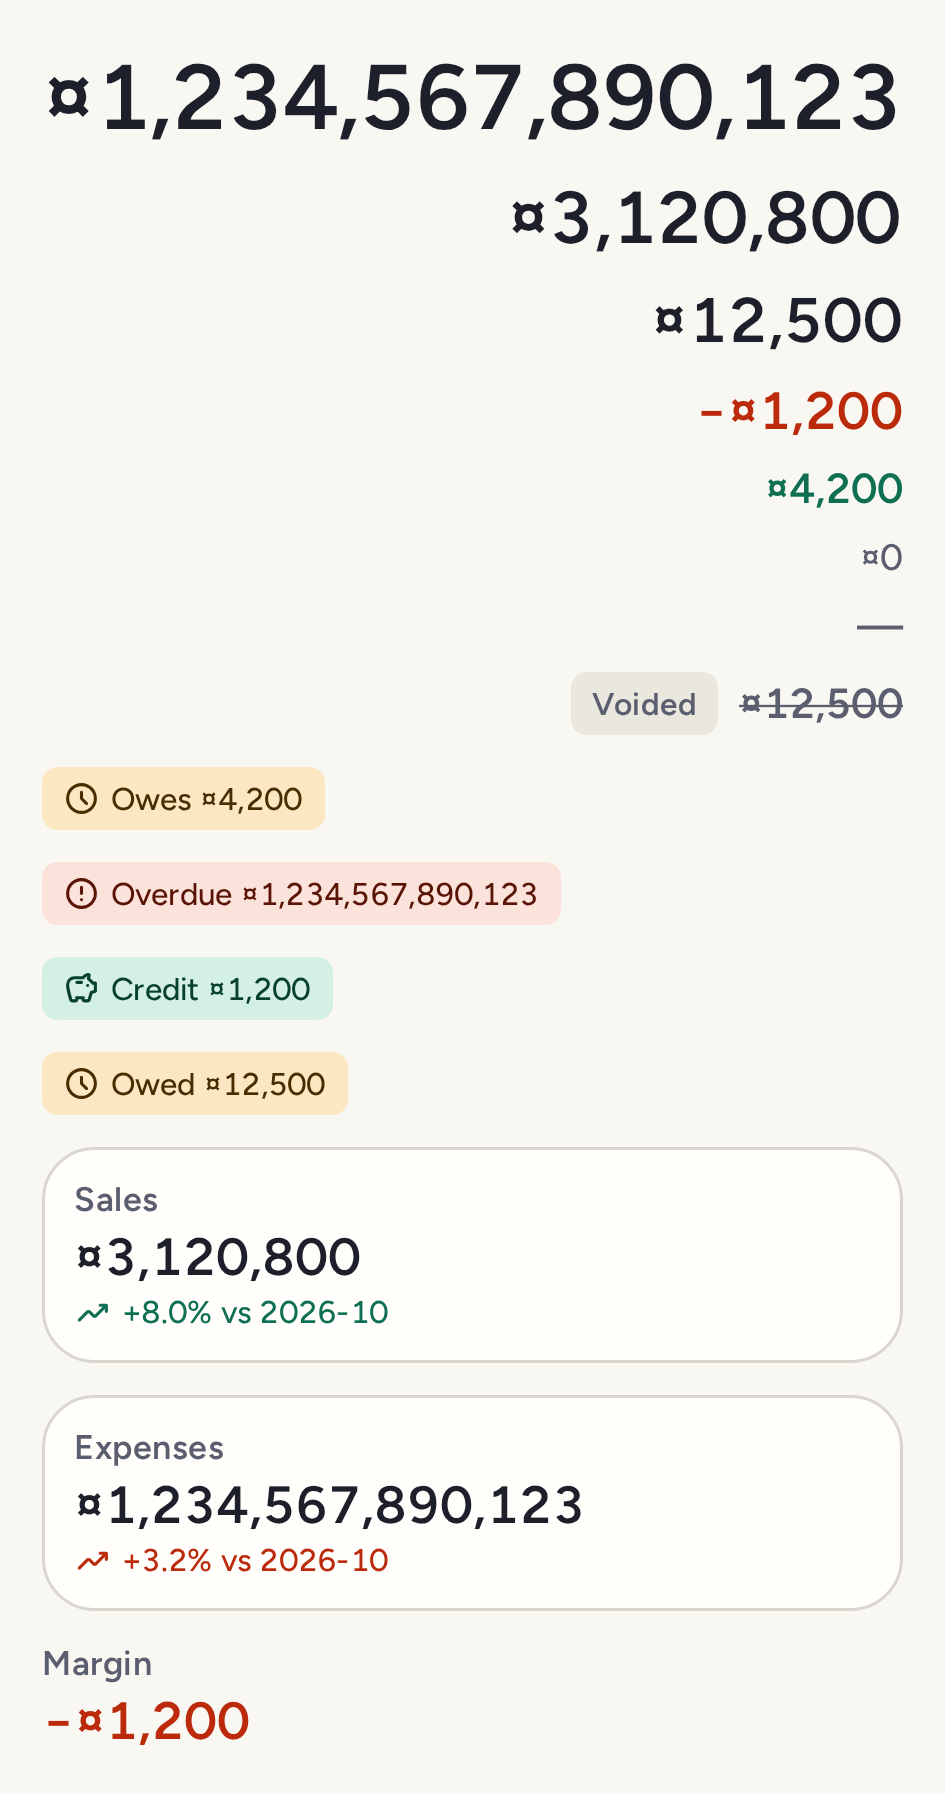 ¤1,234,567,890,123
¤3,120,800
¤12,500
−¤1,200
¤4,200
¤0
—
Voided ¤12,500
Owes ¤4,200
Overdue ¤1,234,567,890,123
Credit ¤1,200
Owed ¤12,500
Sales
¤3,120,800
+8.0% vs 2026-10
Expenses
¤1,234,567,890,123
+3.2% vs 2026-10
Margin
−¤1,200